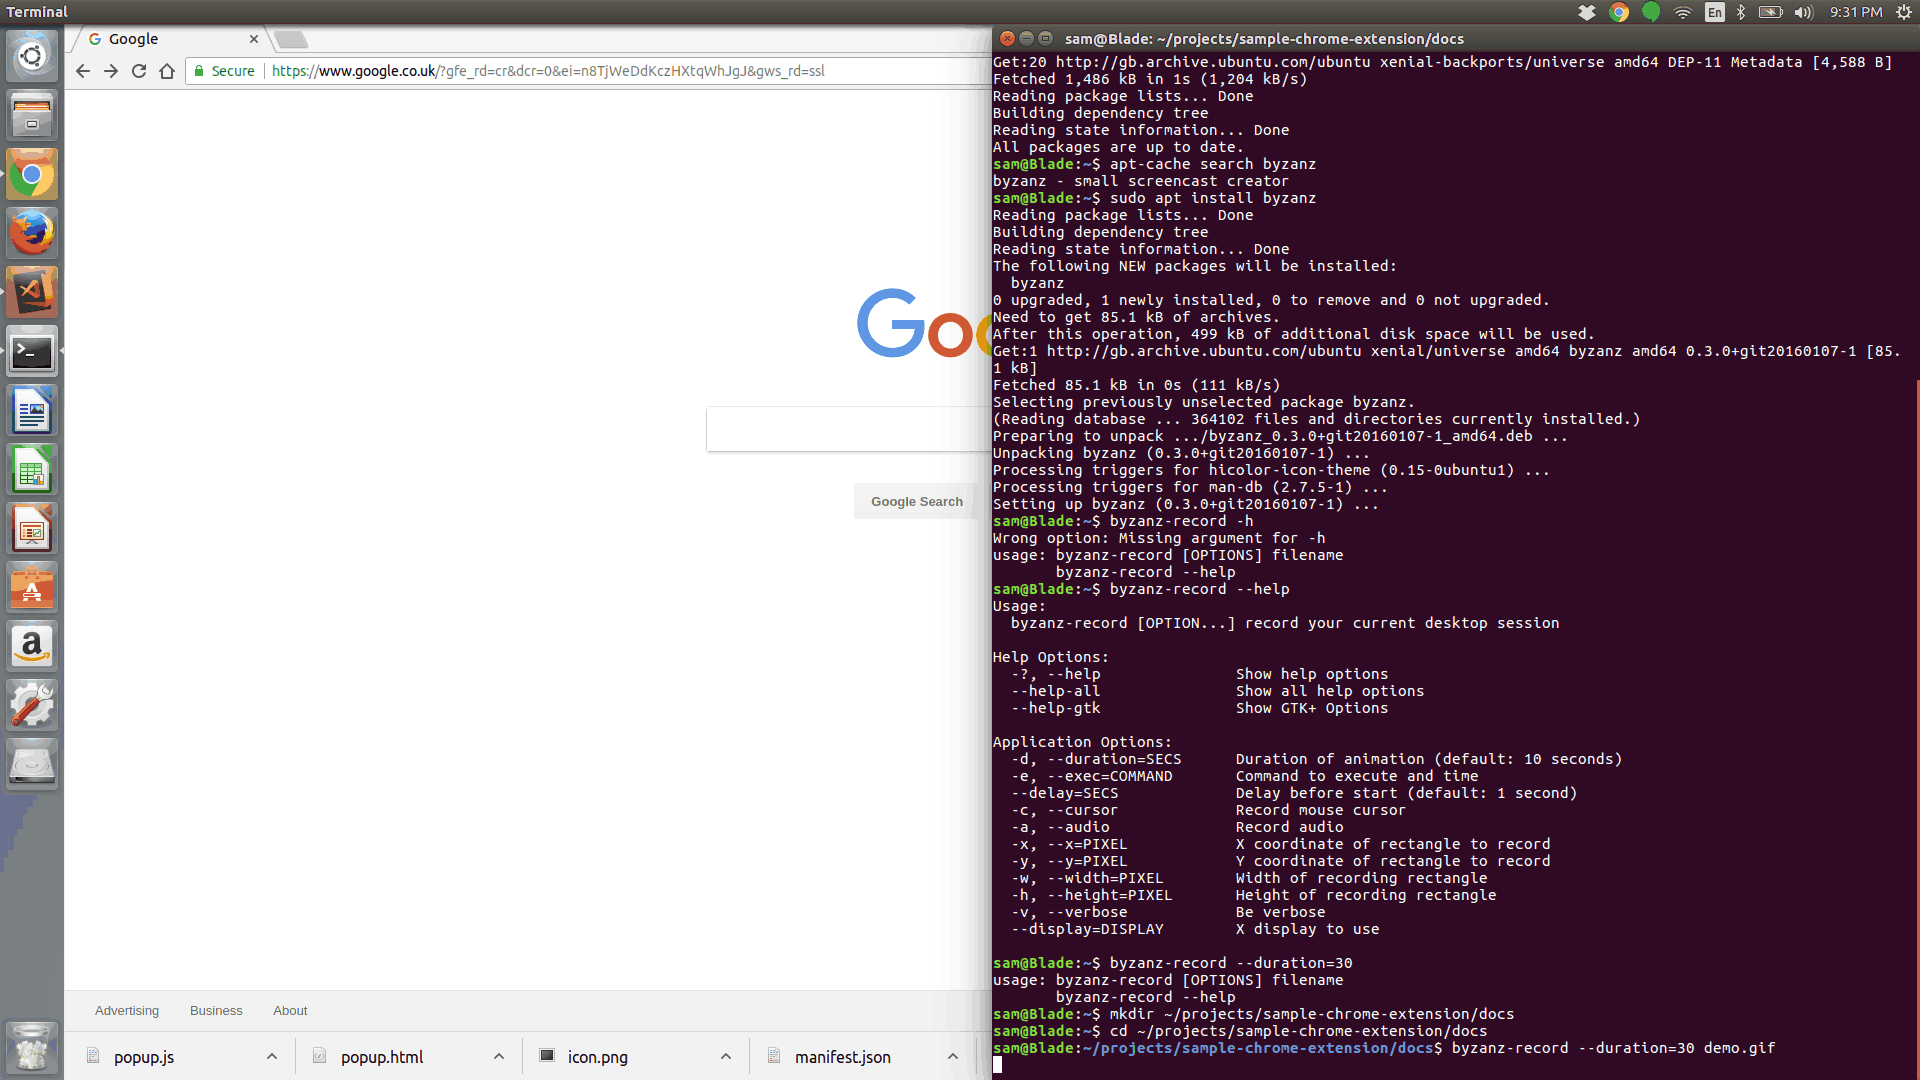 Terminal
En
9:31 PM
Google
Secure
https://www.google.co.uk/?gfe_rd=cr&dcr=0&ei=n8TjWeDdKczHXtqWhJgJ&gws_rd=ssl
Goo
Google Search
Advertising
Business
About
popup.js
popup.html
icon.png
manifest.json
sam@Blade: ~/projects/sample-chrome-extension/docs
Get:20 http://gb.archive.ubuntu.com/ubuntu xenial-backports/universe amd64 DEP-11 Metadata [4,588 B]
Fetched 1,486 kB in 1s (1,204 kB/s)
Reading package lists... Done
Building dependency tree
Reading state information... Done
All packages are up to date.
sam@Blade:~$ apt-cache search byzanz
byzanz - small screencast creator
sam@Blade:~$ sudo apt install byzanz
Reading package lists... Done
Building dependency tree
Reading state information... Done
The following NEW packages will be installed:
  byzanz
0 upgraded, 1 newly installed, 0 to remove and 0 not upgraded.
Need to get 85.1 kB of archives.
After this operation, 499 kB of additional disk space will be used.
Get:1 http://gb.archive.ubuntu.com/ubuntu xenial/universe amd64 byzanz amd64 0.3.0+git20160107-1 [85.
1 kB]
Fetched 85.1 kB in 0s (111 kB/s)
Selecting previously unselected package byzanz.
(Reading database ... 364102 files and directories currently installed.)
Preparing to unpack .../byzanz_0.3.0+git20160107-1_amd64.deb ...
Unpacking byzanz (0.3.0+git20160107-1) ...
Processing triggers for hicolor-icon-theme (0.15-0ubuntu1) ...
Processing triggers for man-db (2.7.5-1) ...
Setting up byzanz (0.3.0+git20160107-1) ...
sam@Blade:~$ byzanz-record -h
Wrong option: Missing argument for -h
usage: byzanz-record [OPTIONS] filename
       byzanz-record --help
sam@Blade:~$ byzanz-record --help
Usage:
  byzanz-record [OPTION...] record your current desktop session
Help Options:
  -?, --help               Show help options
  --help-all               Show all help options
  --help-gtk               Show GTK+ Options
Application Options:
  -d, --duration=SECS      Duration of animation (default: 10 seconds)
  -e, --exec=COMMAND       Command to execute and time
  --delay=SECS             Delay before start (default: 1 second)
  -c, --cursor             Record mouse cursor
  -a, --audio              Record audio
  -x, --x=PIXEL            X coordinate of rectangle to record
  -y, --y=PIXEL            Y coordinate of rectangle to record
  -w, --width=PIXEL        Width of recording rectangle
  -h, --height=PIXEL       Height of recording rectangle
  -v, --verbose            Be verbose
  --display=DISPLAY        X display to use
sam@Blade:~$ byzanz-record --duration=30
usage: byzanz-record [OPTIONS] filename
       byzanz-record --help
sam@Blade:~$ mkdir ~/projects/sample-chrome-extension/docs
sam@Blade:~$ cd ~/projects/sample-chrome-extension/docs
sam@Blade:~/projects/sample-chrome-extension/docs$ byzanz-record --duration=30 demo.gif